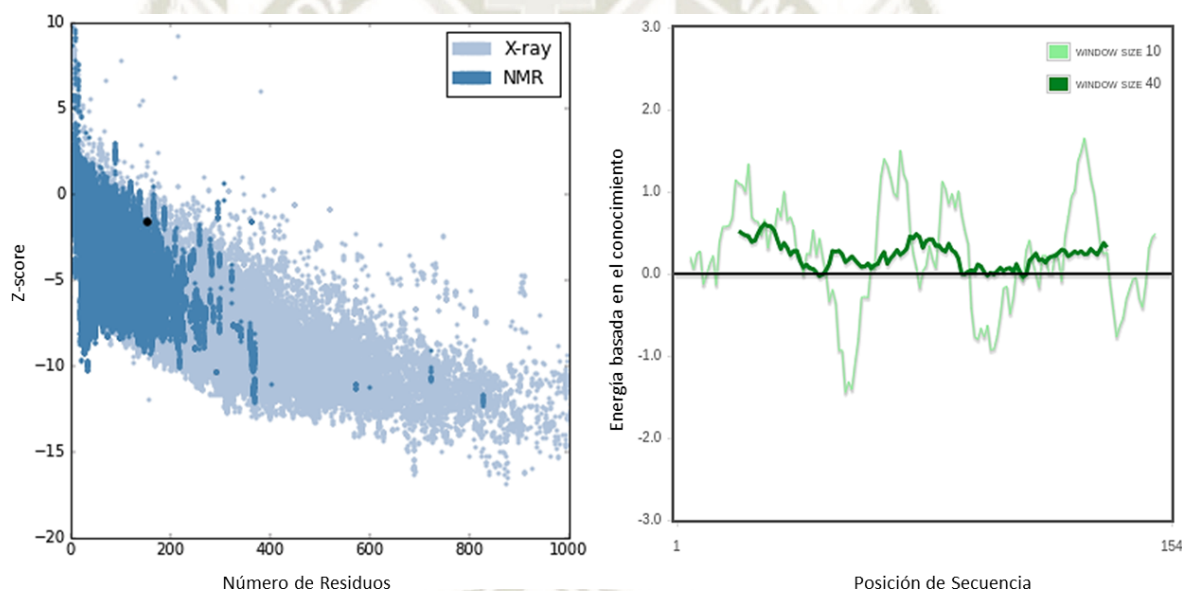 10
5
0
−5
−10
−15
−20
Z-score
X-ray
NMR
0
200
400
600
800
1000
Número de Residuos
3.0
2.0
1.0
0.0
-1.0
-2.0
-3.0
Energía basada en el conocimiento
WINDOW SIZE 10
WINDOW SIZE 40
1
154
Posición de Secuencia